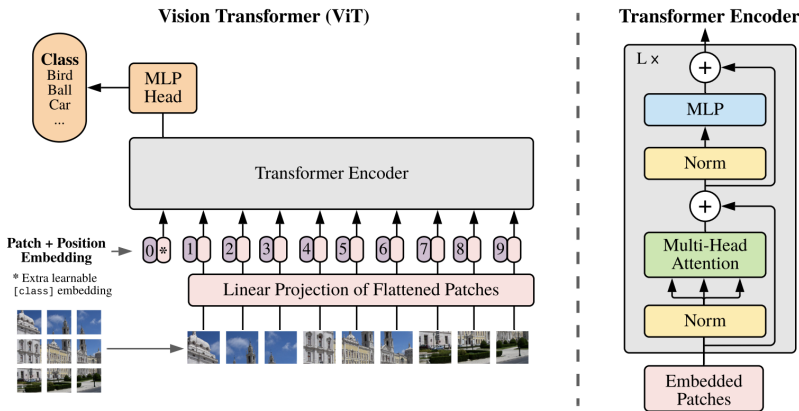 Vision Transformer (ViT)
Class
Bird
Ball
Car
...
MLP
Head
Transformer Encoder
Patch + Position
Embedding
0 * 1 2 3 4 5 6 7 8 9
* Extra learnable
[class] embedding
Linear Projection of Flattened Patches
Transformer Encoder
L ×
+
MLP
Norm
+
Multi-Head
Attention
Norm
Embedded
Patches